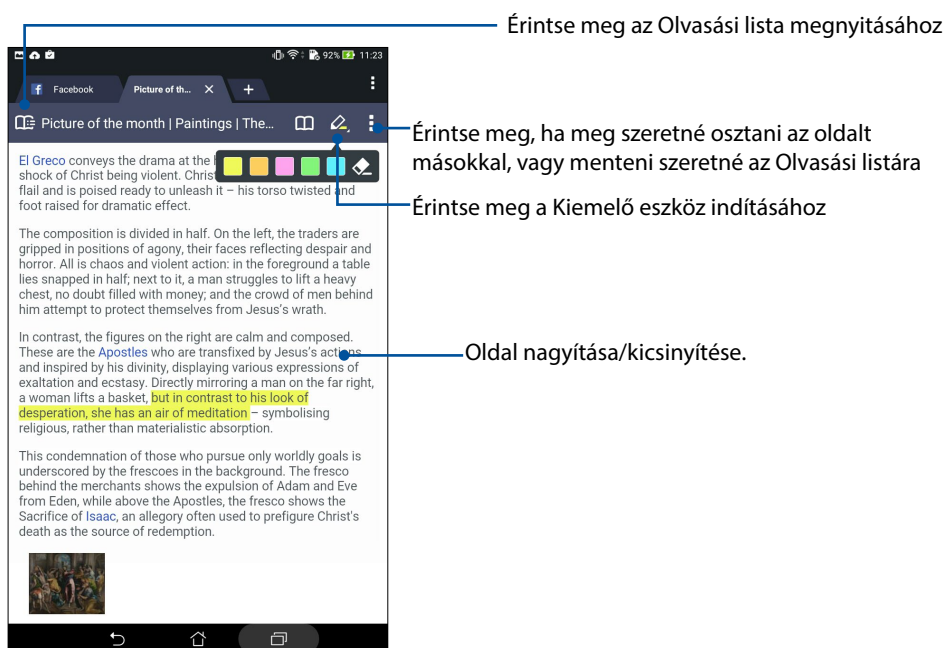 Érintse meg az Olvasási lista megnyitásához
92% 11:23
Facebook
Picture of th...
Picture of the month | Paintings | The...
Érintse meg, ha meg szeretné osztani az oldalt
másokkal, vagy menteni szeretné az Olvasási listára
Érintse meg a Kiemelő eszköz indításához
El Greco conveys the drama at the
shock of Christ being violent. Christ
flail and is poised ready to unleash it – his torso twisted and
foot raised for dramatic effect.
The composition is divided in half. On the left, the traders are
gripped in positions of agony, their faces reflecting despair and
horror. All is chaos and violent action: in the foreground a table
lies snapped in half; next to it, a man struggles to lift a heavy
chest, no doubt filled with money; and the crowd of men behind
him attempt to protect themselves from Jesus's wrath.
In contrast, the figures on the right are calm and composed.
These are the Apostles who are transfixed by Jesus's actions
and inspired by his divinity, displaying various expressions of
exaltation and ecstasy. Directly mirroring a man on the far right,
a woman lifts a basket, but in contrast to his look of
desperation, she has an air of meditation – symbolising
religious, rather than materialistic absorption.
Oldal nagyítása/kicsinyítése.
This condemnation of those who pursue only worldly goals is
underscored by the frescoes in the background. The fresco
behind the merchants shows the expulsion of Adam and Eve
from Eden, while above the Apostles, the fresco shows the
Sacrifice of Isaac, an allegory often used to prefigure Christ's
death as the source of redemption.